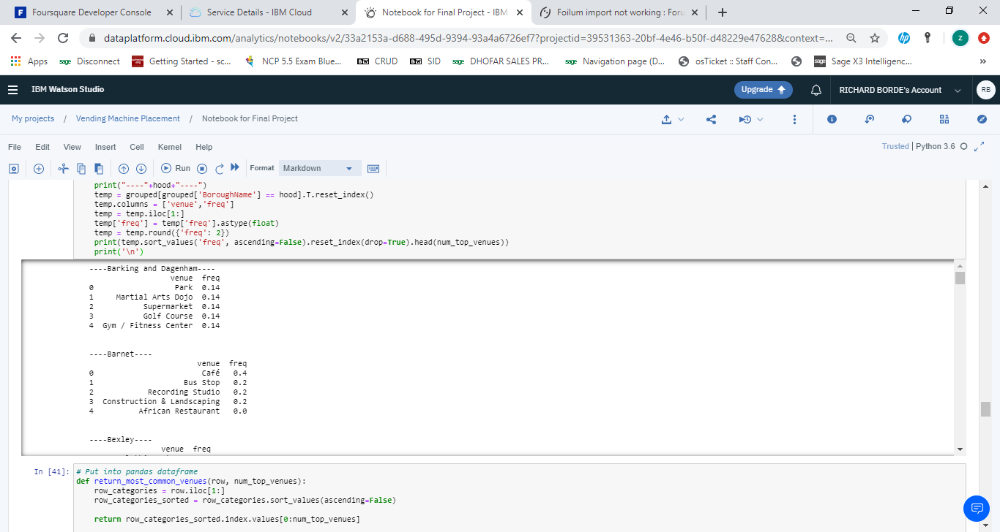 Foursquare Developer Console
Service Details - IBM Cloud
Notebook for Final Project - IBM
Foilum import not working : Foru
dataplatform.cloud.ibm.com/analytics/notebooks/v2/33a2153a-d688-495d-9394-93a4a6726ef7?projectid=39531363-20bf-4e46-b50f-d48229e47628&context=...
Apps
sage Disconnect
Getting Started - sc...
NCP 5.5 Exam Blue...
CRUD
SID
sage DHOFAR SALES PR...
sage Navigation page (D...
osTicket :: Staff Con...
sage Sage X3 Intelligenc...
»
IBM Watson Studio
Upgrade
RICHARD BORDE's Account
RB
My projects / Vending Machine Placement / Notebook for Final Project
File Edit View Insert Cell Kernel Help
Trusted | Python 3.6
Run
Format
Markdown
print("----"+hood+"----")
temp = grouped[grouped['BoroughName'] == hood].T.reset_index()
temp.columns = ['venue','freq']
temp = temp.iloc[1:]
temp['freq'] = temp['freq'].astype(float)
temp = temp.round({'freq': 2})
print(temp.sort_values('freq', ascending=False).reset_index(drop=True).head(num_top_venues))
print('\n')
----Barking and Dagenham----
venue freq
0 Park 0.14
1 Martial Arts Dojo 0.14
2 Supermarket 0.14
3 Golf Course 0.14
4 Gym / Fitness Center 0.14
----Barnet----
venue freq
0 Café 0.4
1 Bus Stop 0.2
2 Recording Studio 0.2
3 Construction & Landscaping 0.2
4 African Restaurant 0.0
----Bexley----
venue freq
In [41]: # Put into pandas dataframe
def return_most_common_venues(row, num_top_venues):
row_categories = row.iloc[1:]
row_categories_sorted = row_categories.sort_values(ascending=False)
return row_categories_sorted.index.values[0:num_top_venues]